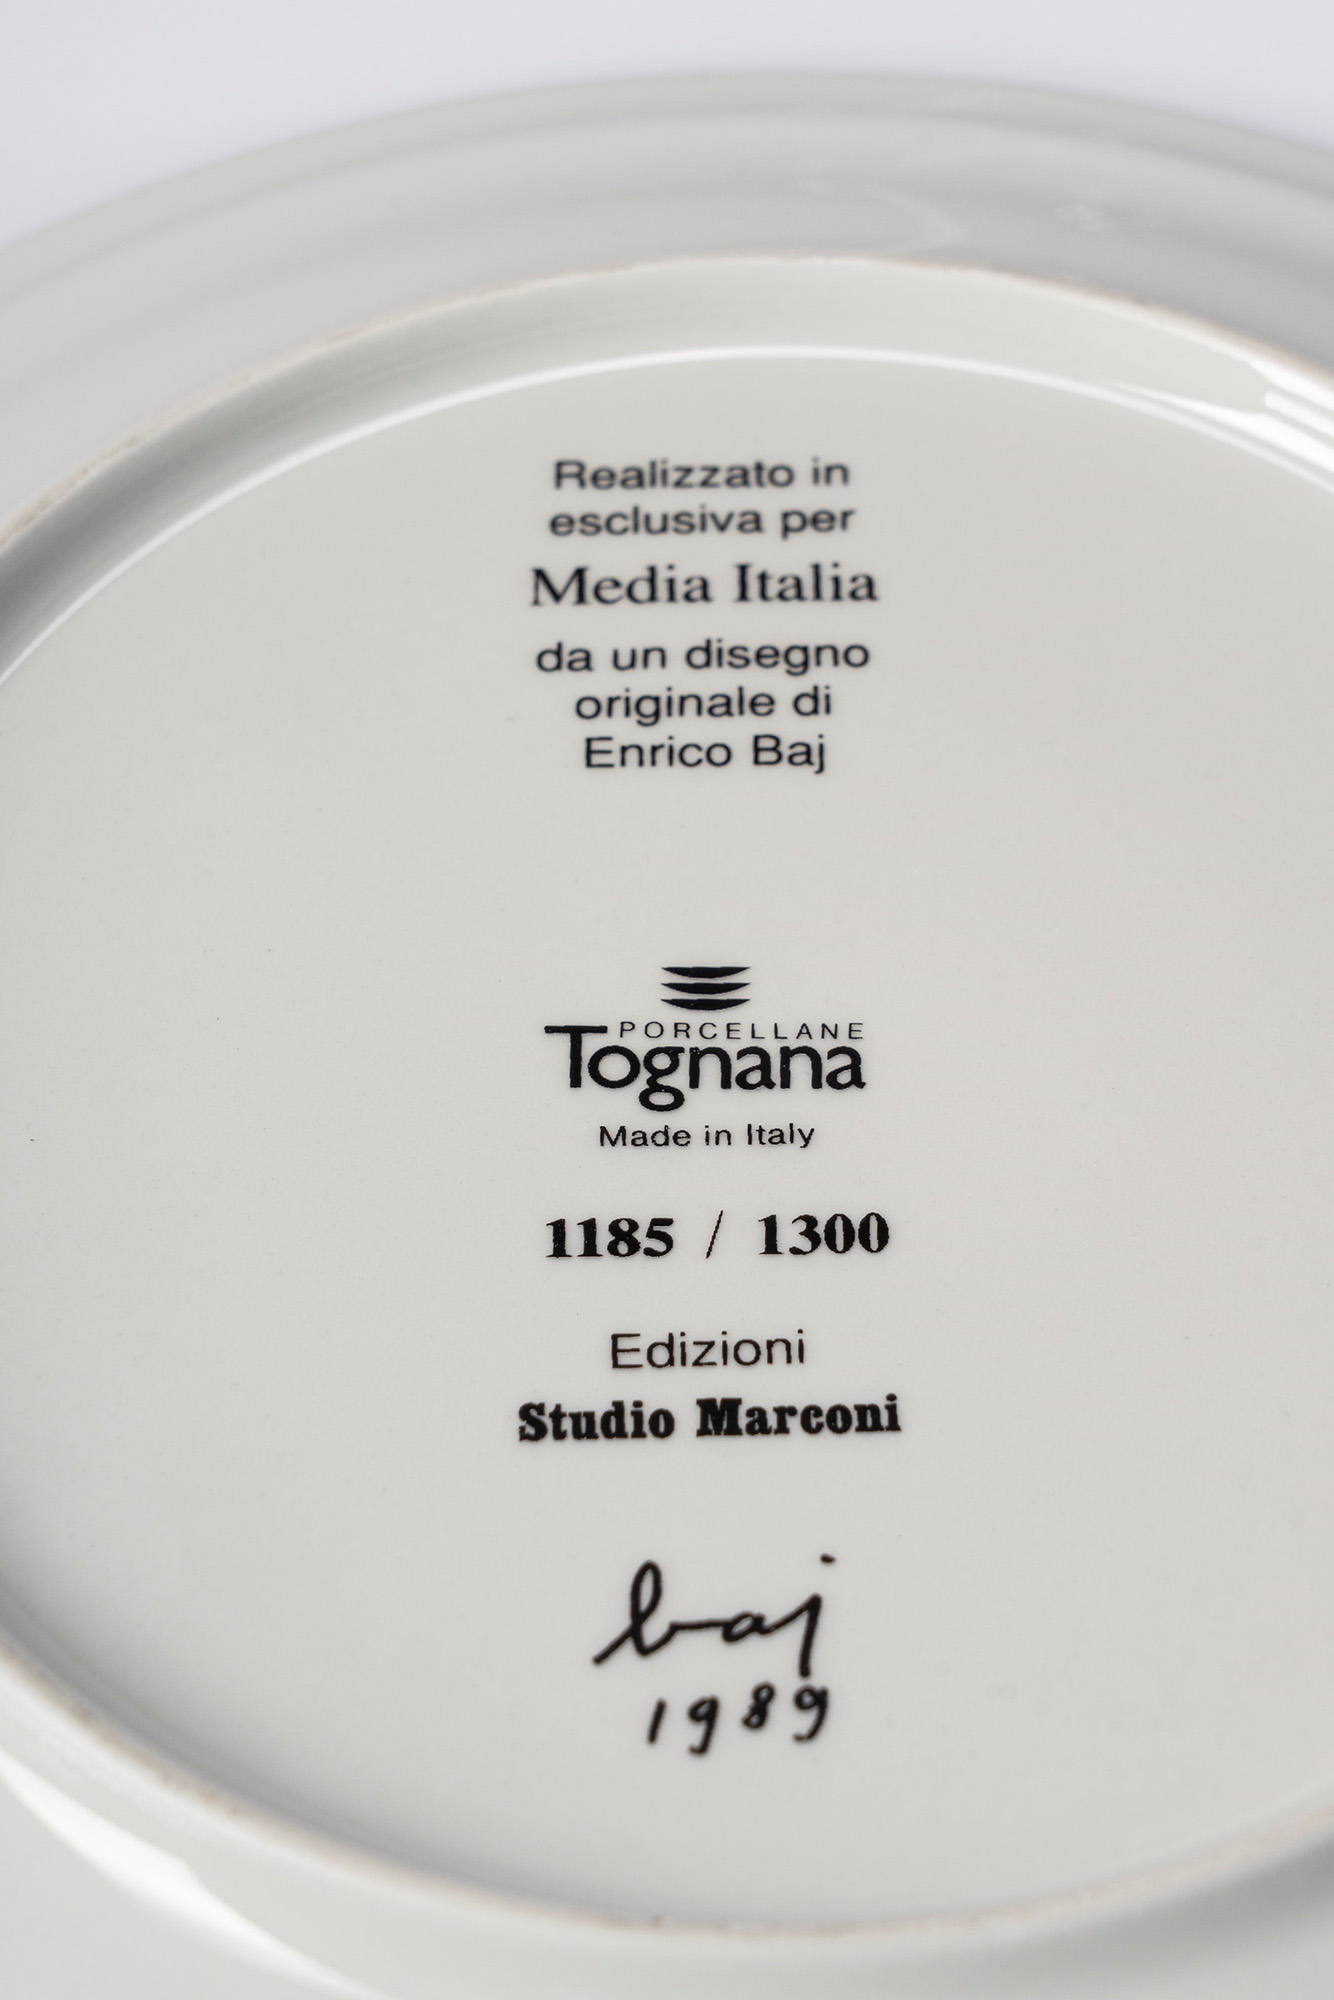 Realizzato in
esclusiva per
Media Italia
da un disegno
originale di
Enrico Baj
PORCELLANE
Tognana
Made in Italy
1185 / 1300
Edizioni
Studio Marconi
baj
1989